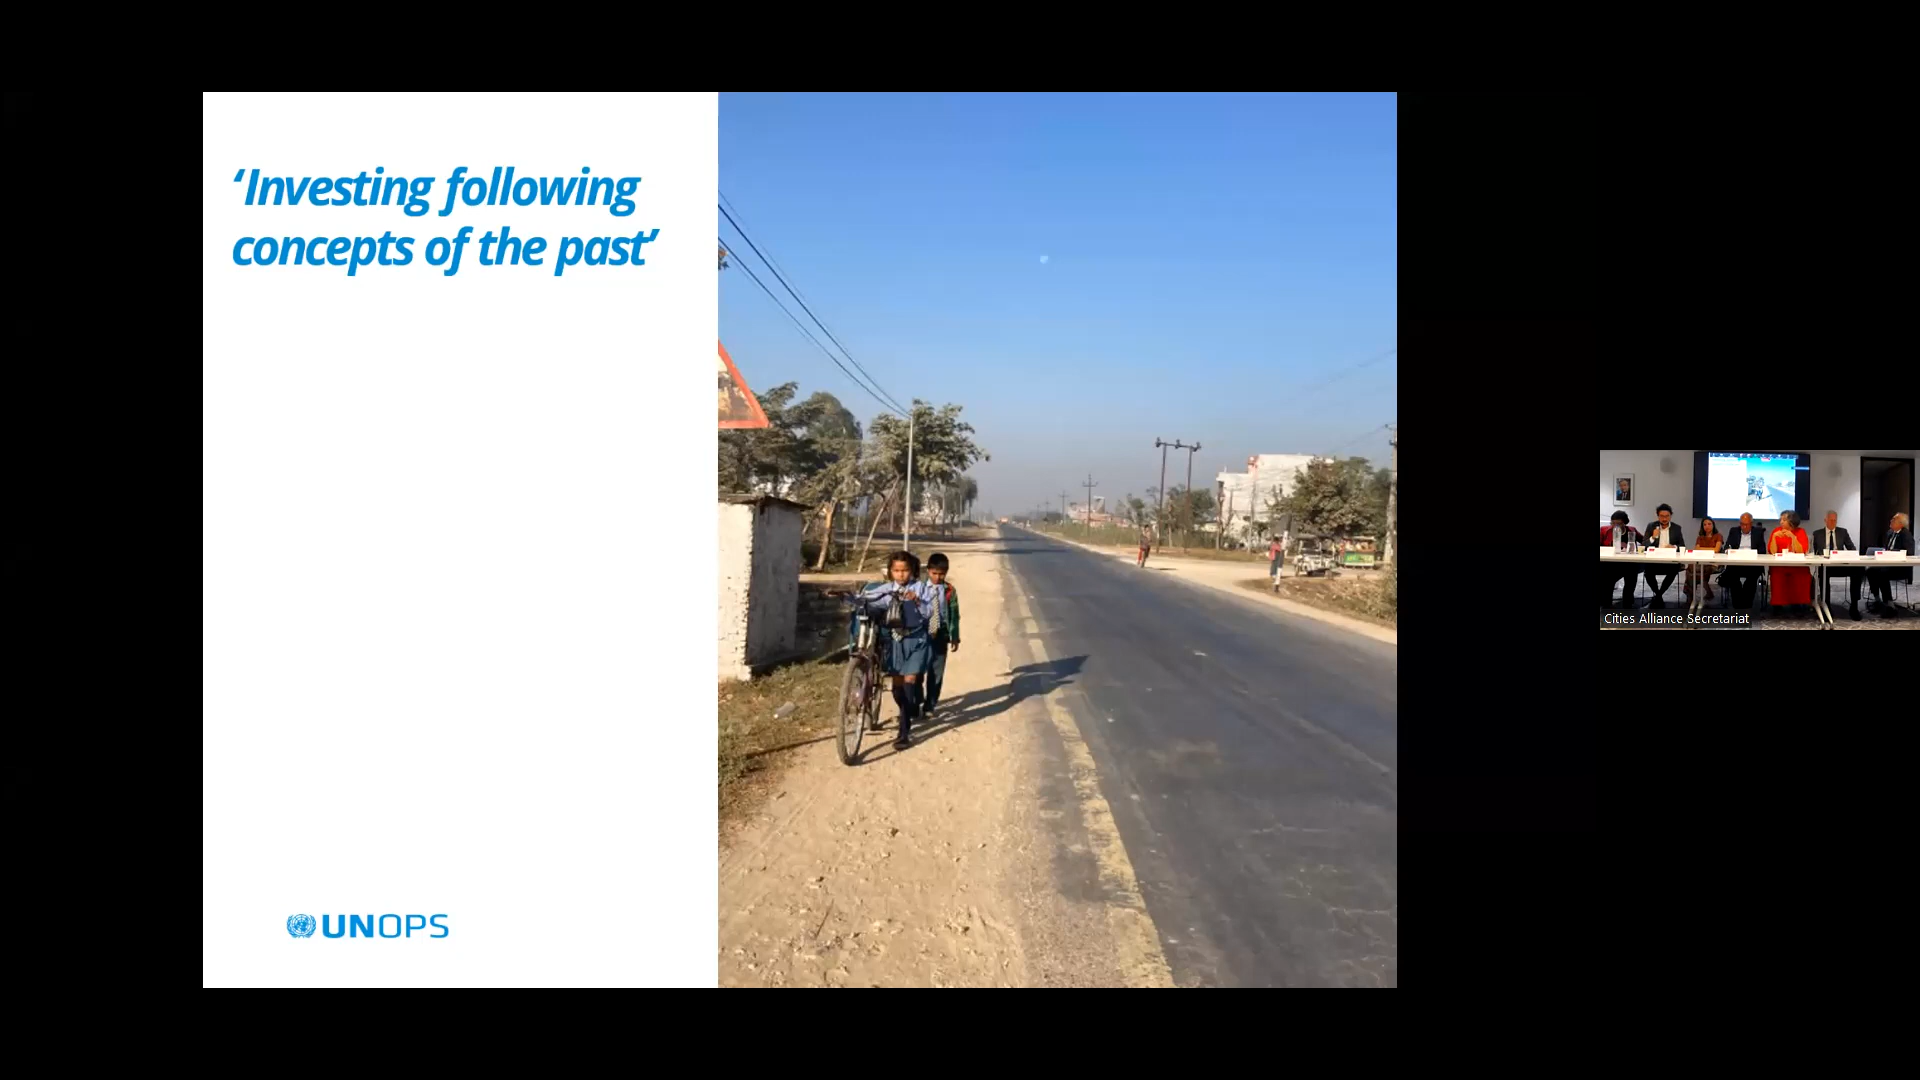 ‘Investing following
concepts of the past’
UNOPS
Cities Alliance Secretariat